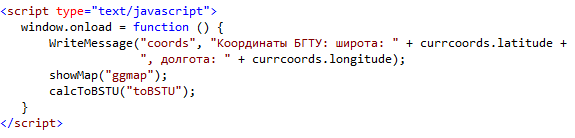 <script type="text/javascript">
window.onload = function () {
WriteMessage("coords", "Координаты БГТУ: широта: " + currcoords.latitude +
", долгота: " + currcoords.longitude);
showMap("ggmap");
calcToBSTU("toBSTU");
}
</script>